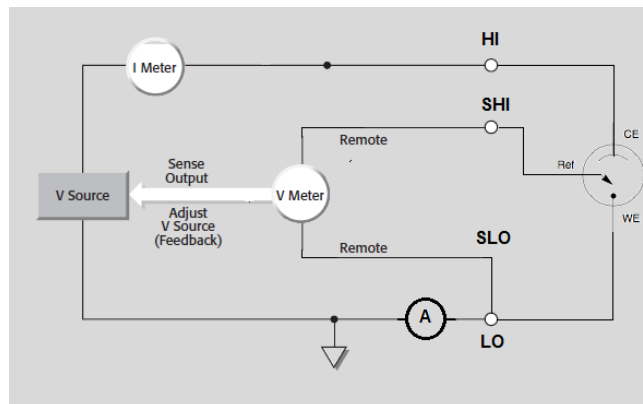 HI
I Meter
SHI
Remote
CE
Sense
Output
Ref
V Source
V Meter
Adjust
V Source
(Feedback)
WE
Remote
SLO
A
LO